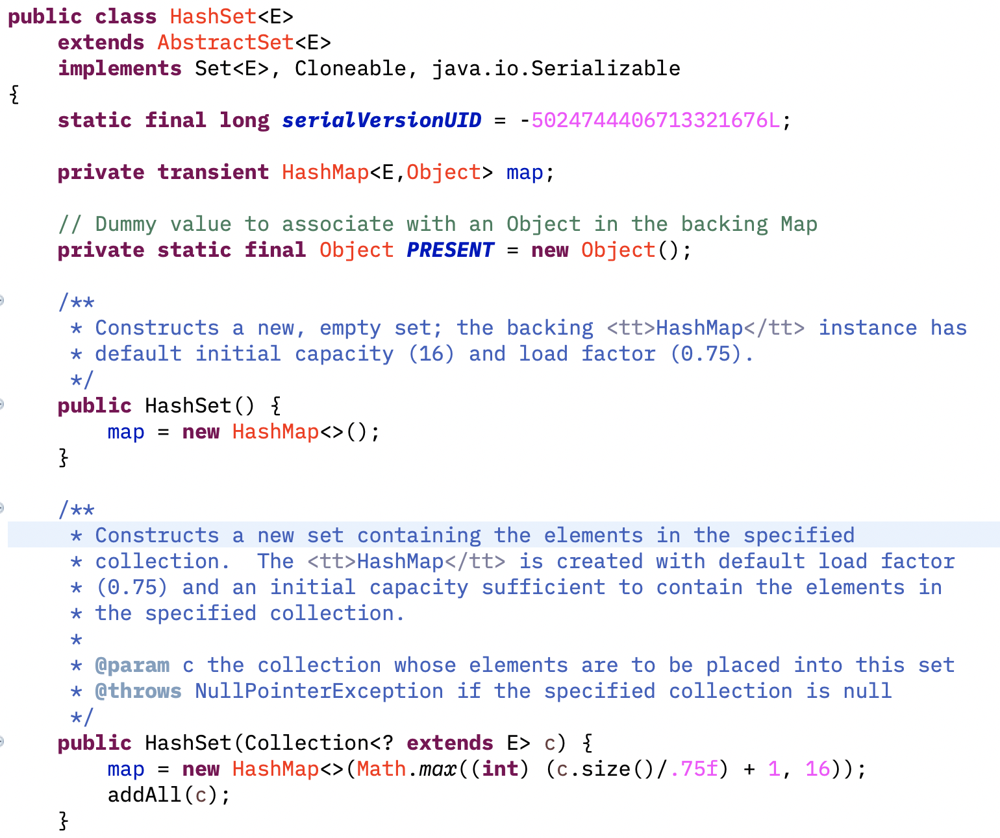 public class HashSet<E>
    extends AbstractSet<E>
    implements Set<E>, Cloneable, java.io.Serializable
{
    static final long serialVersionUID = -5024744406713321676L;

    private transient HashMap<E,Object> map;

    // Dummy value to associate with an Object in the backing Map
    private static final Object PRESENT = new Object();

    /**
     * Constructs a new, empty set; the backing <tt>HashMap</tt> instance has
     * default initial capacity (16) and load factor (0.75).
     */
    public HashSet() {
        map = new HashMap<>();
    }

    /**
     * Constructs a new set containing the elements in the specified
     * collection.  The <tt>HashMap</tt> is created with default load factor
     * (0.75) and an initial capacity sufficient to contain the elements in
     * the specified collection.
     *
     * @param c the collection whose elements are to be placed into this set
     * @throws NullPointerException if the specified collection is null
     */
    public HashSet(Collection<? extends E> c) {
        map = new HashMap<>(Math.max((int) (c.size()/.75f) + 1, 16));
        addAll(c);
    }